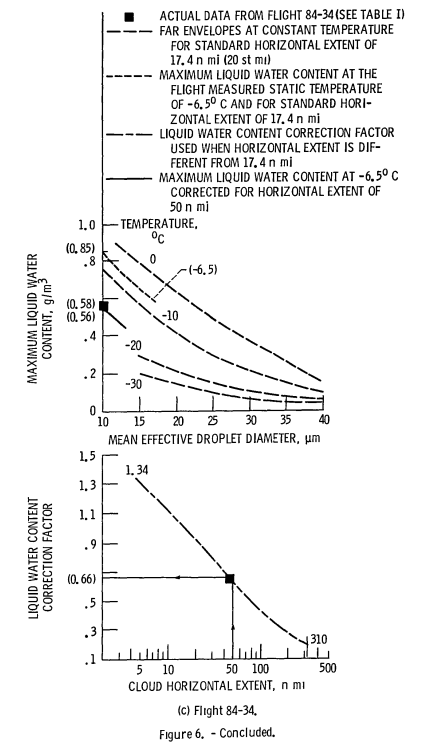 ACTUAL DATA FROM FLIGHT 84-34 (SEE TABLE I)
FAR ENVELOPES AT CONSTANT TEMPERATURE
FOR STANDARD HORIZONTAL EXTENT OF
17.4 n mi (20 st mi)
MAXIMUM LIQUID WATER CONTENT AT THE
FLIGHT MEASURED STATIC TEMPERATURE
OF -6.5° C AND FOR STANDARD HORI-
ZONTAL EXTENT OF 17.4 n mi
LIQUID WATER CONTENT CORRECTION FACTOR
USED WHEN HORIZONTAL EXTENT IS DIF-
FERENT FROM 17.4 n mi
MAXIMUM LIQUID WATER CONTENT AT -6.5° C
CORRECTED FOR HORIZONTAL EXTENT OF
50 n mi
MAXIMUM LIQUID WATER
CONTENT, g/m³
1.0
(0.85)
.8
(0.58)
(0.56)
.4
.2
0
TEMPERATURE,
°C
0
(-6.5)
-10
-20
-30
10 15 20 25 30 35 40
MEAN EFFECTIVE DROPLET DIAMETER, μm
LIQUID WATER CONTENT
CORRECTION FACTOR
1.5
1.3
1.1
.9
(0.66)
.5
.3
.1
1.34
310
5 10 50 100 500
CLOUD HORIZONTAL EXTENT, n mi
(c) Flight 84-34.
Figure 6. - Concluded.